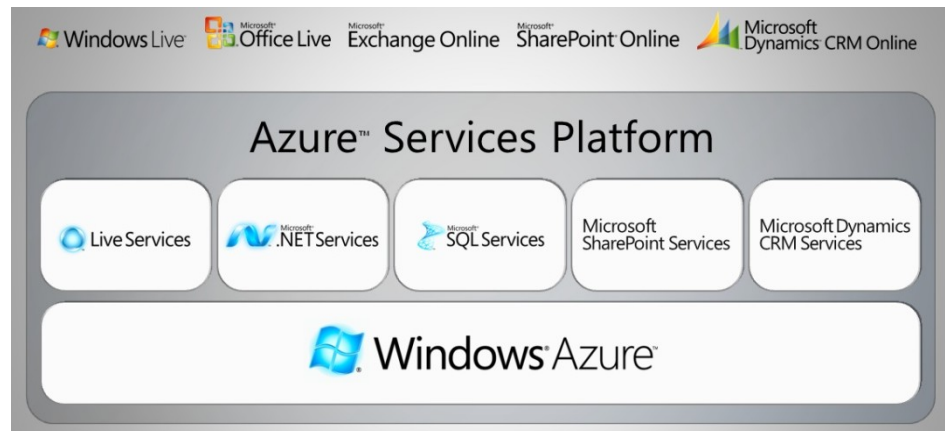 Windows Live
Microsoft Office Live
Microsoft Exchange Online
Microsoft SharePoint Online
Microsoft Dynamics CRM Online
Azure™ Services Platform
Live Services
Microsoft .NET Services
Microsoft SQL Services
Microsoft
SharePoint Services
Microsoft Dynamics
CRM Services
Windows® Azure™